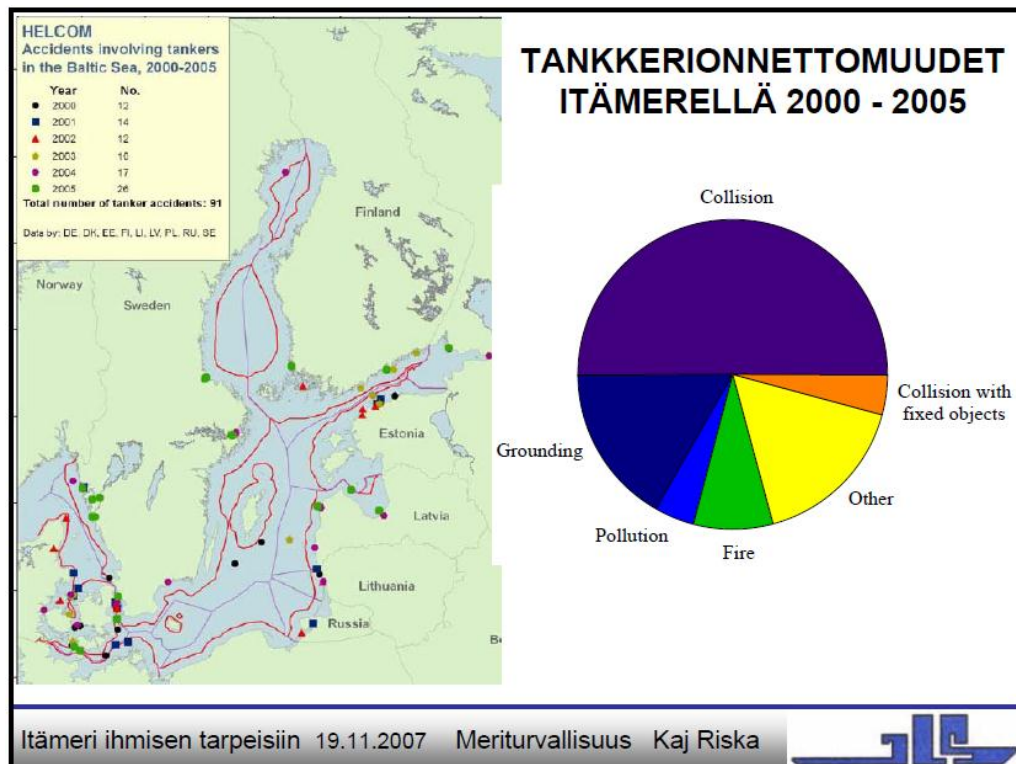 HELCOM
Accidents involving tankers
in the Baltic Sea, 2000-2005
Year No.
2000 12
2001 14
2002 12
2003 10
2004 17
2005 26
Total number of tanker accidents: 91
Data by: DE, DK, EE, FI, LI, LV, PL, RU, SE
Norway
Sweden
Finland
Estonia
Latvia
Lithuania
Russia
Be
TANKKERIONNETTOMUUDET
ITÄMERELLÄ 2000 - 2005
Collision
Collision with
fixed objects
Grounding
Other
Pollution
Fire
Itämeri ihmisen tarpeisiin 19.11.2007 Meriturvallisuus Kaj Riska